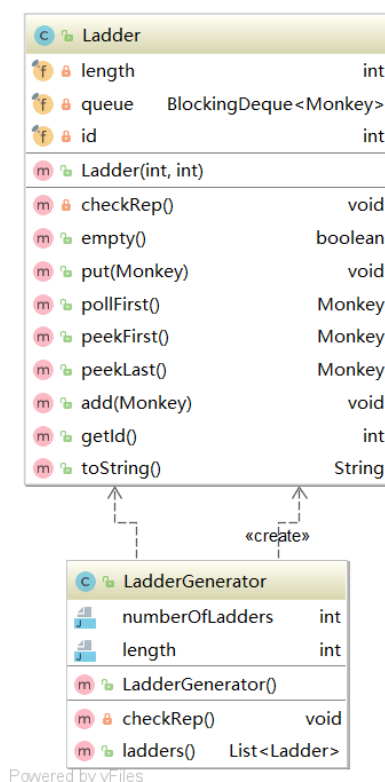 Ladder
length int
queue BlockingDeque<Monkey>
id int
Ladder(int, int)
checkRep() void
empty() boolean
put(Monkey) void
pollFirst() Monkey
peekFirst() Monkey
peekLast() Monkey
add(Monkey) void
getId() int
toString() String
«create»
LadderGenerator
numberOfLadders int
length int
LadderGenerator()
checkRep() void
ladders() List<Ladder>
Powered by yFiles